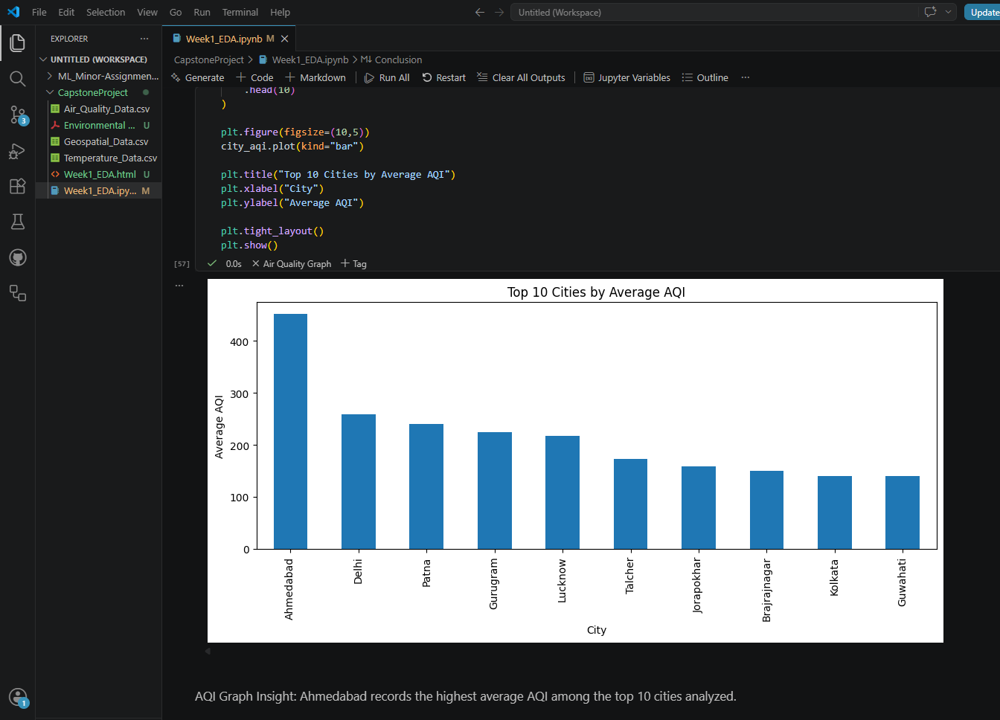 File Edit Selection View Go Run Terminal Help
Untitled (Workspace)
Update
EXPLORER
UNTITLED (WORKSPACE)
ML_Minor-Assignmen...
CapstoneProject
Air_Quality_Data.csv
Environmental ... U
Geospatial_Data.csv
Temperature_Data.csv
Week1_EDA.html U
Week1_EDA.ipy... M
3
1
Week1_EDA.ipynb M
CapstoneProject > Week1_EDA.ipynb > M↓ Conclusion
Generate + Code + Markdown Run All Restart Clear All Outputs Jupyter Variables Outline ...
.head(10)
)
plt.figure(figsize=(10,5))
city_aqi.plot(kind="bar")
plt.title("Top 10 Cities by Average AQI")
plt.xlabel("City")
plt.ylabel("Average AQI")
plt.tight_layout()
plt.show()
[57] 0.0s Air Quality Graph + Tag
Top 10 Cities by Average AQI
Average AQI
400
300
200
100
0
Ahmedabad
Delhi
Patna
Gurugram
Lucknow
Talcher
Jorapokhar
Brajrajnagar
Kolkata
Guwahati
City
AQI Graph Insight: Ahmedabad records the highest average AQI among the top 10 cities analyzed.